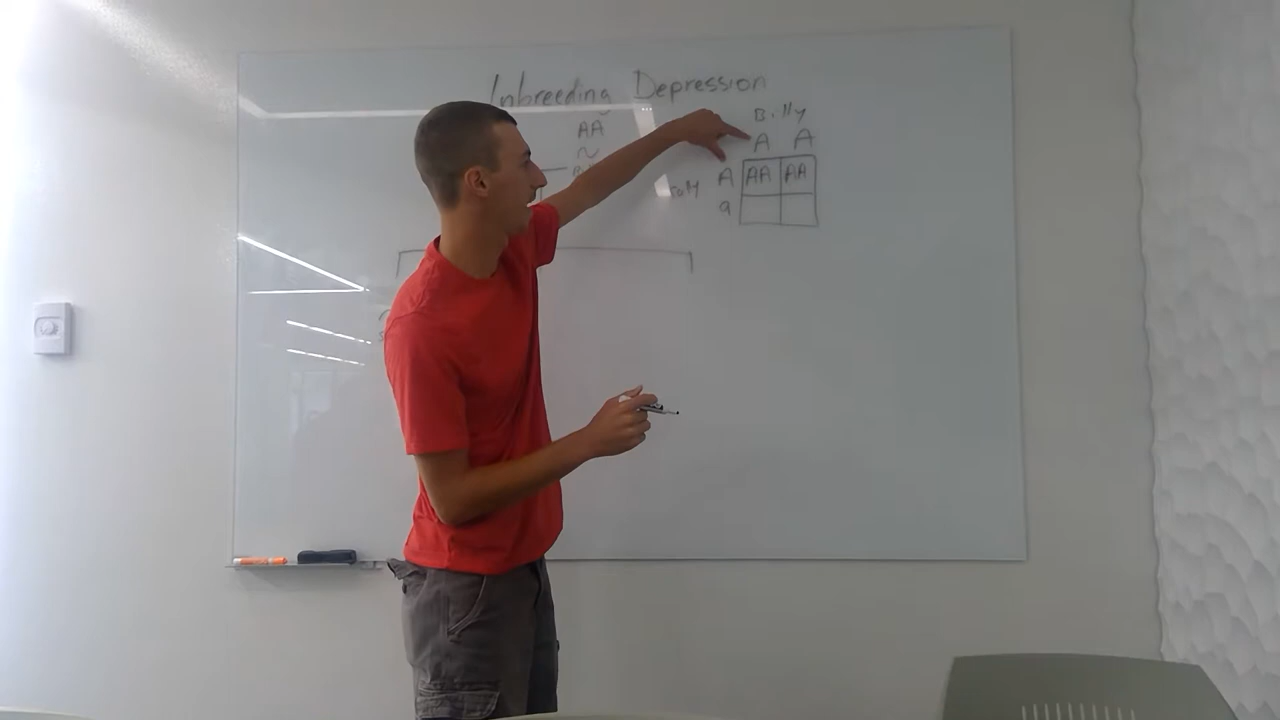 Inbreeding Depression
Billy
AA
A A
A AA AA
a